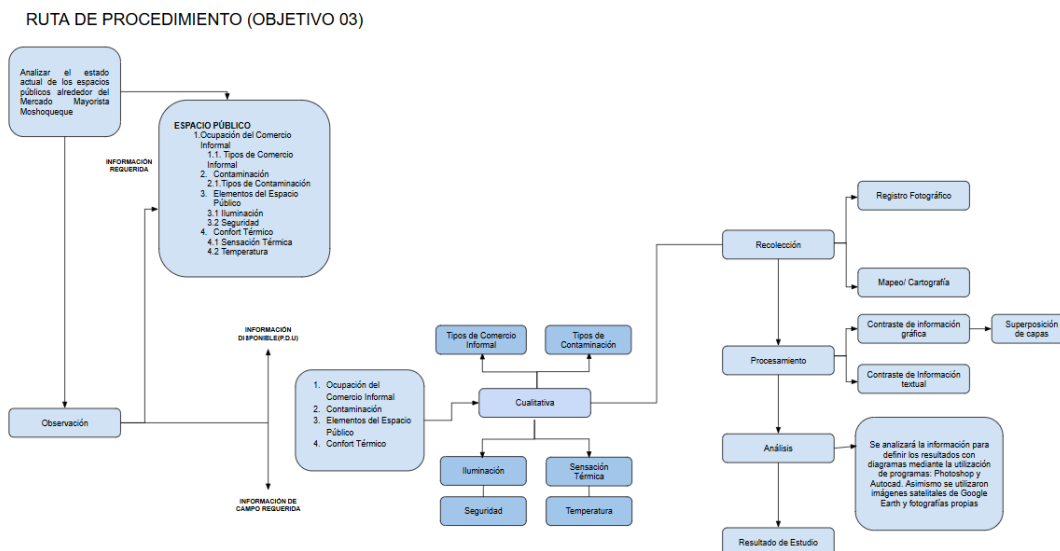 RUTA DE PROCEDIMIENTO (OBJETIVO 03)
Analizar el estado
actual de los espacios
públicos alrededor del
Mercado Mayorista
Moshoqueque
INFORMACIÓN
REQUERIDA
ESPACIO PÚBLICO
1.Ocupación del Comercio
Informal
1.1. Tipos de Comercio
Informal
2. Contaminación
2.1.Tipos de Contaminación
3. Elementos del Espacio
Público
3.1 Iluminación
3.2 Seguridad
4. Confort Térmico
4.1 Sensación Térmica
4.2 Temperatura
Observación
INFORMACIÓN
DISPONIBLE(P.D.U)
INFORMACIÓN DE
CAMPO REQUERIDA
1. Ocupación del
Comercio Informal
2. Contaminación
3. Elementos del Espacio
Público
4. Confort Térmico
Tipos de Comercio
Informal
Tipos de
Contaminación
Cualitativa
Iluminación
Seguridad
Sensación
Térmica
Temperatura
Recolección
Registro Fotográfico
Mapeo/ Cartografía
Procesamiento
Contraste de información
gráfica
Superposición
de capas
Contraste de Información
textual
Análisis
Se analizará la información para
definir los resultados con
diagramas mediante la utilización
de programas: Photoshop y
Autocad. Asimismo se utilizaron
imágenes satelitales de Google
Earth y fotografías propias
Resultado de Estudio